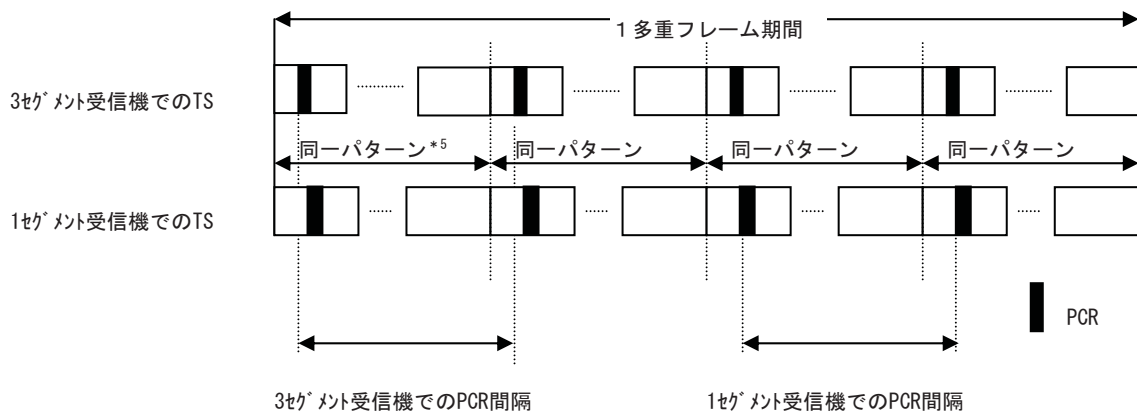 1多重フレーム期間
3ｾｸﾞﾒﾝﾄ受信機でのTS
同一パターン*5 同一パターン 同一パターン 同一パターン
1ｾｸﾞﾒﾝﾄ受信機でのTS
PCR
3ｾｸﾞﾒﾝﾄ受信機でのPCR間隔 1ｾｸﾞﾒﾝﾄ受信機でのPCR間隔